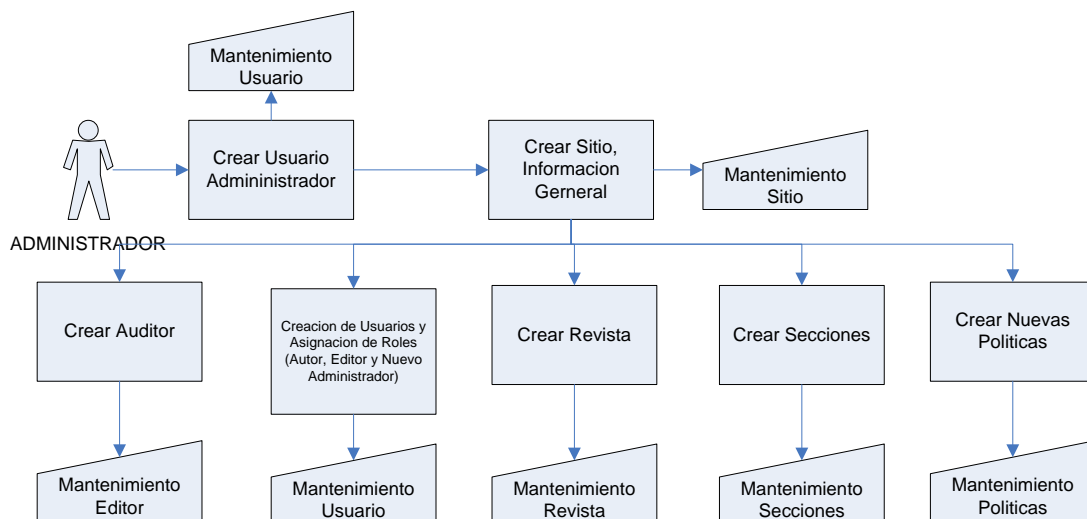 Mantenimiento
Usuario
Crear Usuario
Admininistrador
Crear Sitio,
Informacion
Gerneral
Mantenimiento
Sitio
ADMINISTRADOR
Crear Auditor
Creacion de Usuarios y
Asignacion de Roles
(Autor, Editor y Nuevo
Administrador)
Crear Revista
Crear Secciones
Crear Nuevas
Politicas
Mantenimiento
Editor
Mantenimiento
Usuario
Mantenimiento
Revista
Mantenimiento
Secciones
Mantenimiento
Politicas